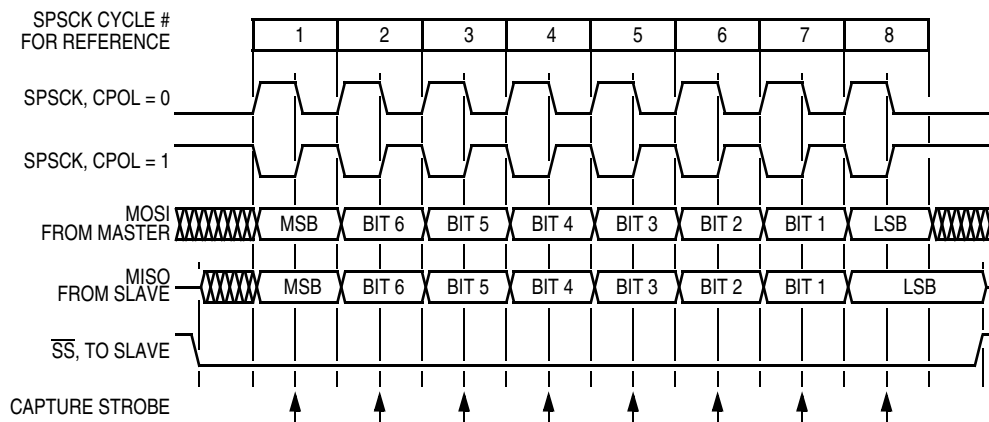 SPSCK CYCLE #
FOR REFERENCE
1 2 3 4 5 6 7 8
SPSCK, CPOL = 0
SPSCK, CPOL = 1
MOSI
FROM MASTER
MSB BIT 6 BIT 5 BIT 4 BIT 3 BIT 2 BIT 1 LSB
MISO
FROM SLAVE
MSB BIT 6 BIT 5 BIT 4 BIT 3 BIT 2 BIT 1 LSB
S̅S̅, TO SLAVE
CAPTURE STROBE